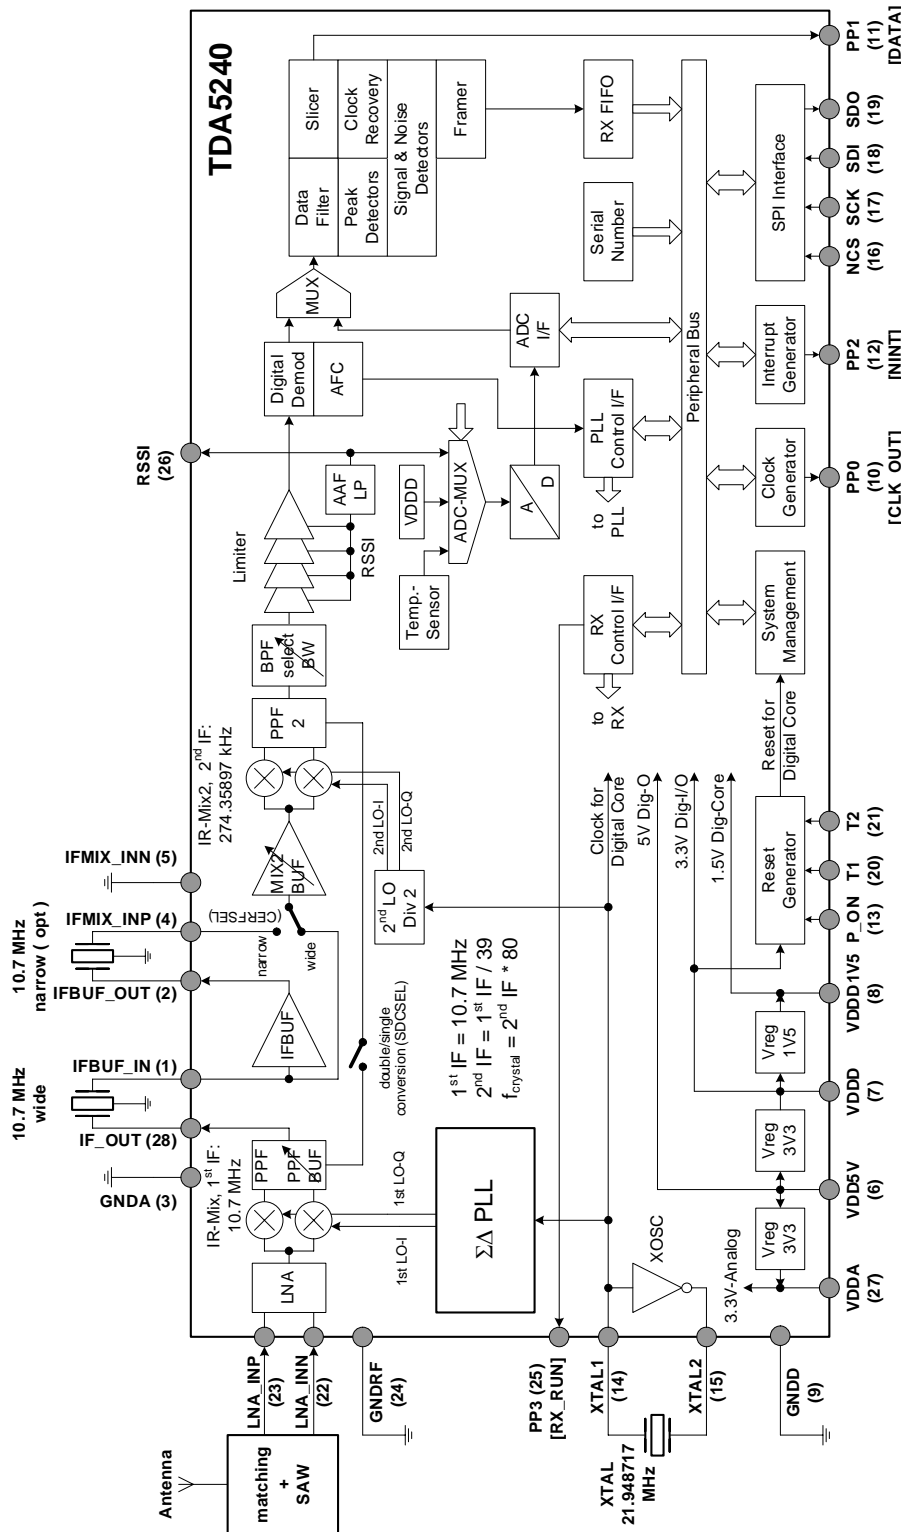 TDA5240
Antenna
matching
+
SAW
LNA_INP
(23)
LNA_INN
(22)
GNDRF
(24)
PP3 (25)
[RX_RUN]
XTAL1
(14)
XTAL2
(15)
XTAL
21.948717
MHz
GNDD
(9)
GNDA (3)
IF_OUT (28)
10.7 MHz
wide
IFBUF_IN (1)
IFBUF_OUT (2)
10.7 MHz
narrow ( opt )
IFMIX_INP (4)
IFMIX_INN (5)
RSSI
(26)
LNA
IR-Mix, 1st IF:
10.7 MHz
PPF
PPF
BUF
1st LO-I
1st LO-Q
ΣΔ PLL
IFBUF
double/single
conversion (SDCSEL)
narrow
wide
(CERFSEL)
MIX2
BUF
IR-Mix2, 2nd IF:
274.35897 kHz
PPF
2
2nd LO-I
2nd LO-Q
2nd LO
Div 2
1st IF = 10.7 MHz
2nd IF = 1st IF / 39
fcrystal = 2nd IF * 80
BPF
select
BW
Limiter
RSSI
AAF
LP
VDDD
Temp.-
Sensor
ADC-MUX
A
D
ADC
I/F
Digital
Demod
AFC
MUX
Data
Filter
Slicer
Peak
Detectors
Clock
Recovery
Signal & Noise
Detectors
Framer
RX FIFO
Serial
Number
PLL
Control I/F
to
PLL
RX
Control I/F
to
RX
Peripheral Bus
SPI Interface
Interrupt
Generator
Clock
Generator
System
Management
Reset for
Digital Core
Reset
Generator
Clock for
Digital Core
5V Dig-O
3.3V Dig-I/O
1.5V Dig-Core
XOSC
3.3V-Analog
Vreg
3V3
Vreg
3V3
Vreg
1V5
VDDA
(27)
VDD5V
(6)
VDDD
(7)
VDDD1V5
(8)
P_ON
(13)
T1
(20)
T2
(21)
PP0
(10)
[CLK_OUT]
PP2
(12)
[NINT]
NCS
(16)
SCK
(17)
SDI
(18)
SDO
(19)
PP1
(11)
[DATA]